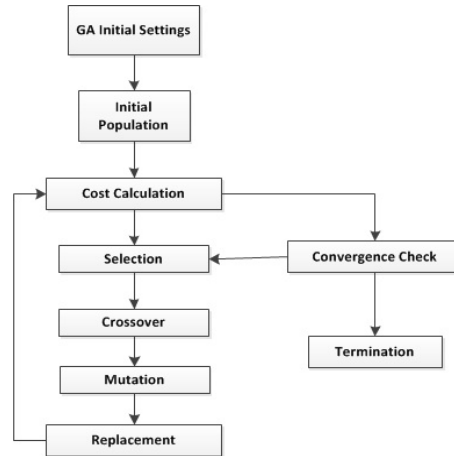 GA Initial Settings
Initial
Population
Cost Calculation
Selection
Convergence Check
Crossover
Termination
Mutation
Replacement